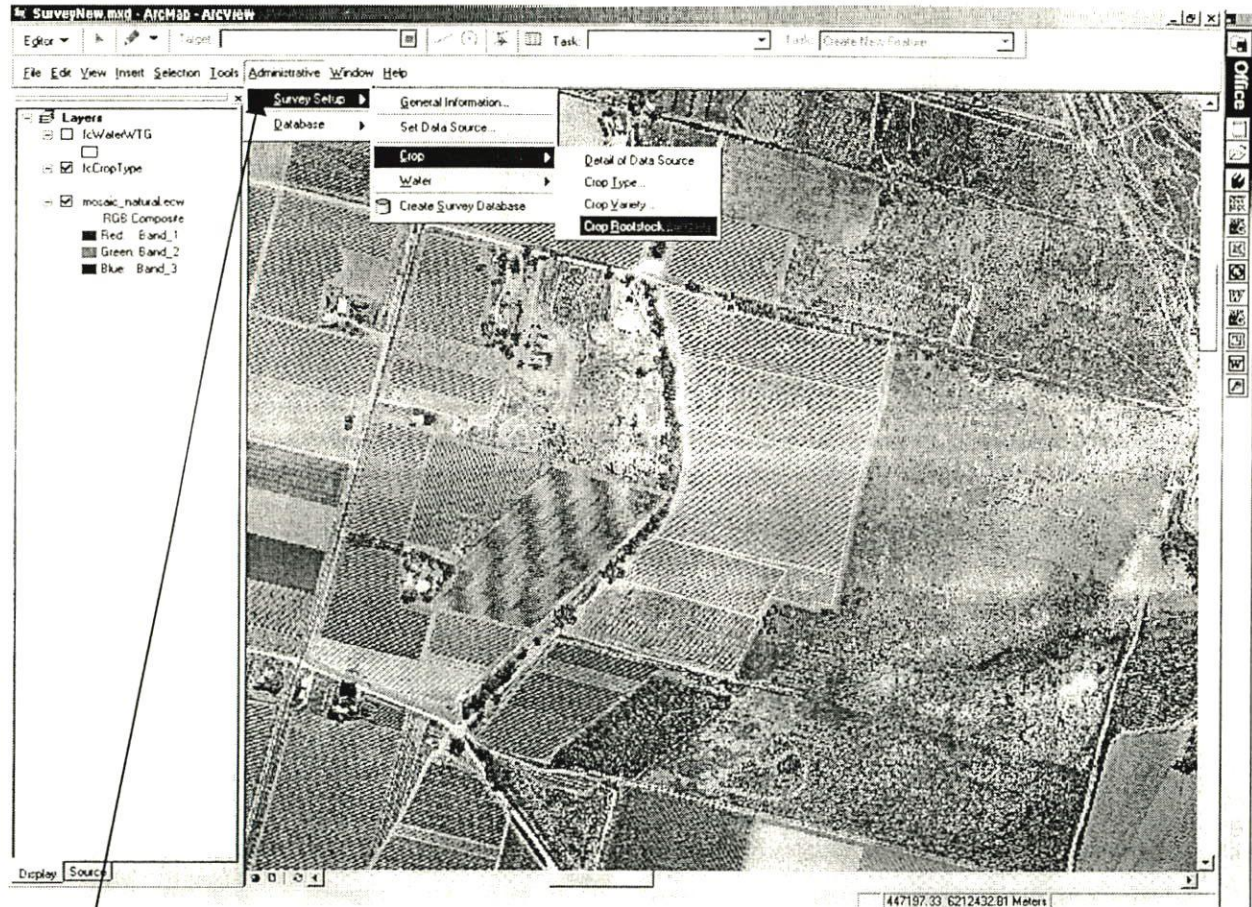 SurveyNew.mxd - ArcMap - ArcView
Editor Target: Task: Task: Create New Feature
File Edit View Insert Selection Tools Administrative Window Help
Layers
fcWaterWTG
fcCropType
mosaic_natural.ecw
RGB Composite
Red: Band_1
Green: Band_2
Blue: Band_3
Survey Setup
Database
General Information...
Set Data Source...
Crop
Water
Create Survey Database
Detail of Data Source
Crop Type...
Crop Variety...
Crop Rootstock...
Office
W
W
Display Source
447197.33 6212432.81 Meters